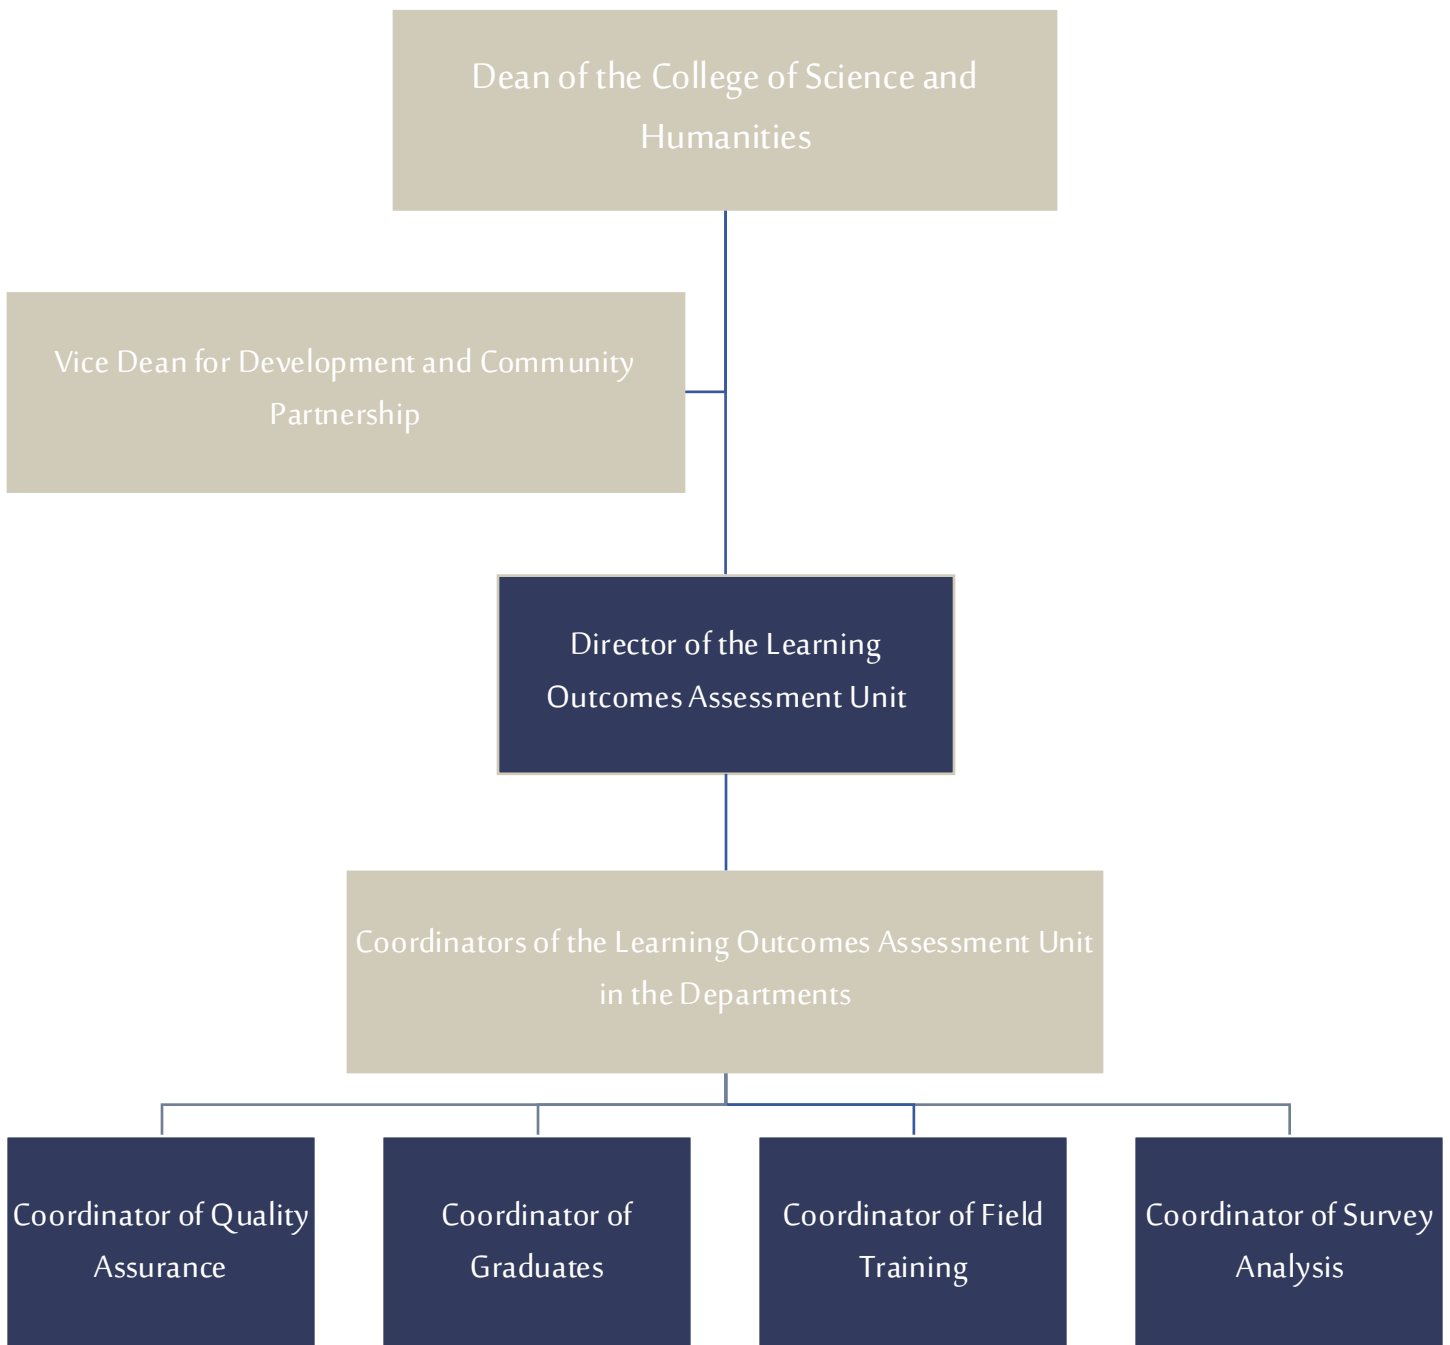 Dean of the College of Science and
Humanities
Vice Dean for Development and Community
Partnership
Director of the Learning
Outcomes Assessment Unit
Coordinators of the Learning Outcomes Assessment Unit
in the Departments
Coordinator of Quality
Assurance
Coordinator of
Graduates
Coordinator of Field
Training
Coordinator of Survey
Analysis